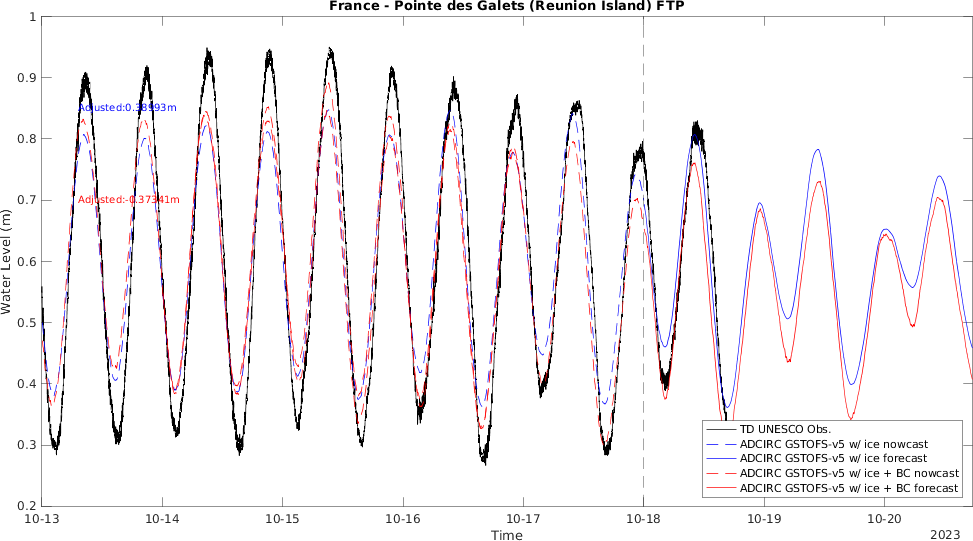 France - Pointe des Galets (Reunion Island) FTP
1
0.9
0.8
0.7
0.6
0.5
0.4
0.3
0.2
Water Level (m)
Adjusted:0.38993m
Adjusted:-0.37341m
TD UNESCO Obs.
ADCIRC GSTOFS-v5 w/ ice nowcast
ADCIRC GSTOFS-v5 w/ ice forecast
ADCIRC GSTOFS-v5 w/ ice + BC nowcast
ADCIRC GSTOFS-v5 w/ ice + BC forecast
10-13 10-14 10-15 10-16 10-17 10-18 10-19 10-20
Time
2023